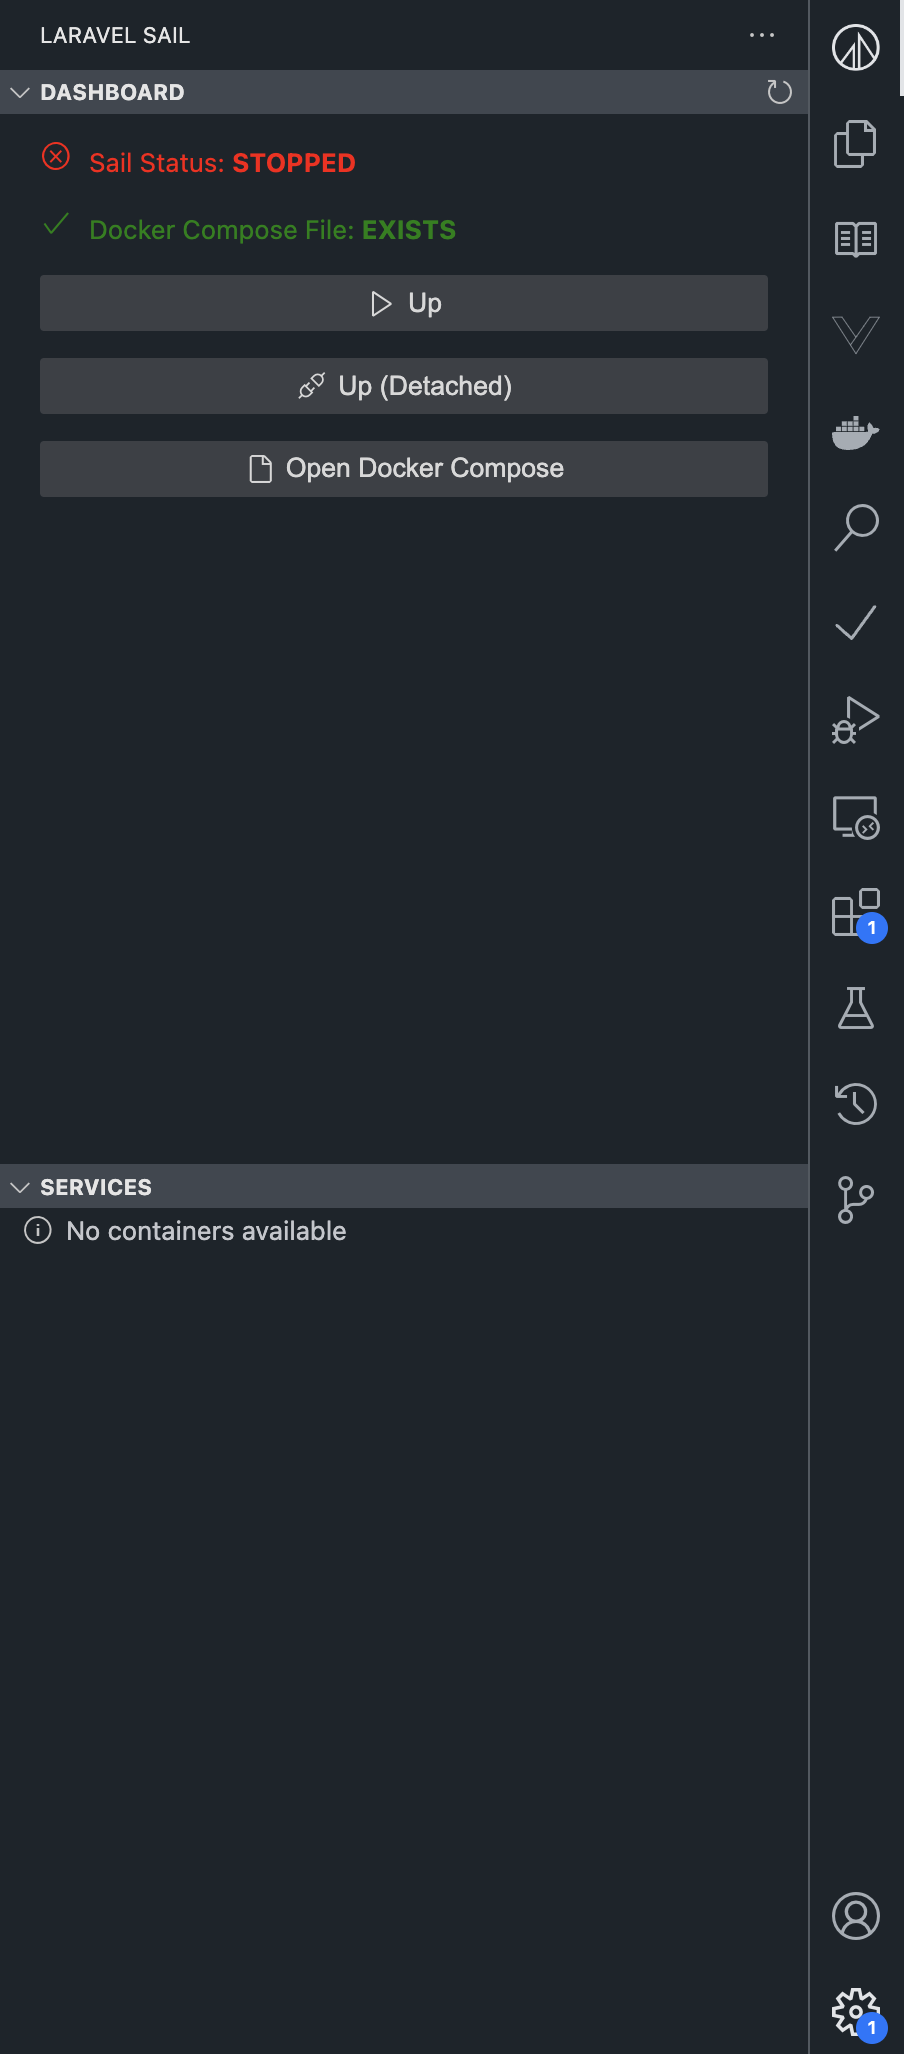 LARAVEL SAIL
DASHBOARD
Sail Status: STOPPED
Docker Compose File: EXISTS
Up
Up (Detached)
Open Docker Compose
1
SERVICES
No containers available
1